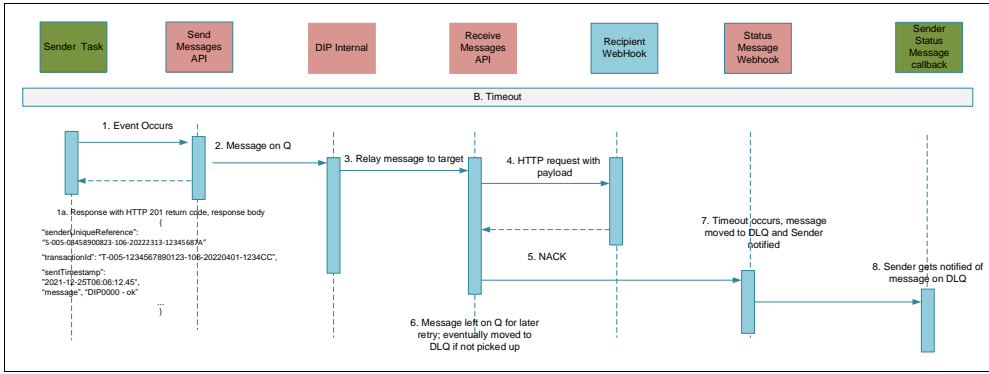 Sender Task
Send
Messages
API
DIP Internal
Receive
Messages
API
Recipient
WebHook
Status
Message
Webhook
Sender
Status
Message
callback
B. Timeout
1. Event Occurs
2. Message on Q
3. Relay message to target
4. HTTP request with
payload
1a. Response with HTTP 201 return code, response body
{
"senderUniqueReference":
"S-005-08458900823-106-20222313-12345687A"
"transactionId": "T-005-1234567890123-106-20220401-1234CC",
"sentTimestamp":
"2021-12-25T06:06:12.45",
"message", "DIP0000 - ok"
...
}
5. NACK
6. Message left on Q for later
retry; eventually moved to
DLQ if not picked up
7. Timeout occurs, message
moved to DLQ and Sender
notified
8. Sender gets notified of
message on DLQ